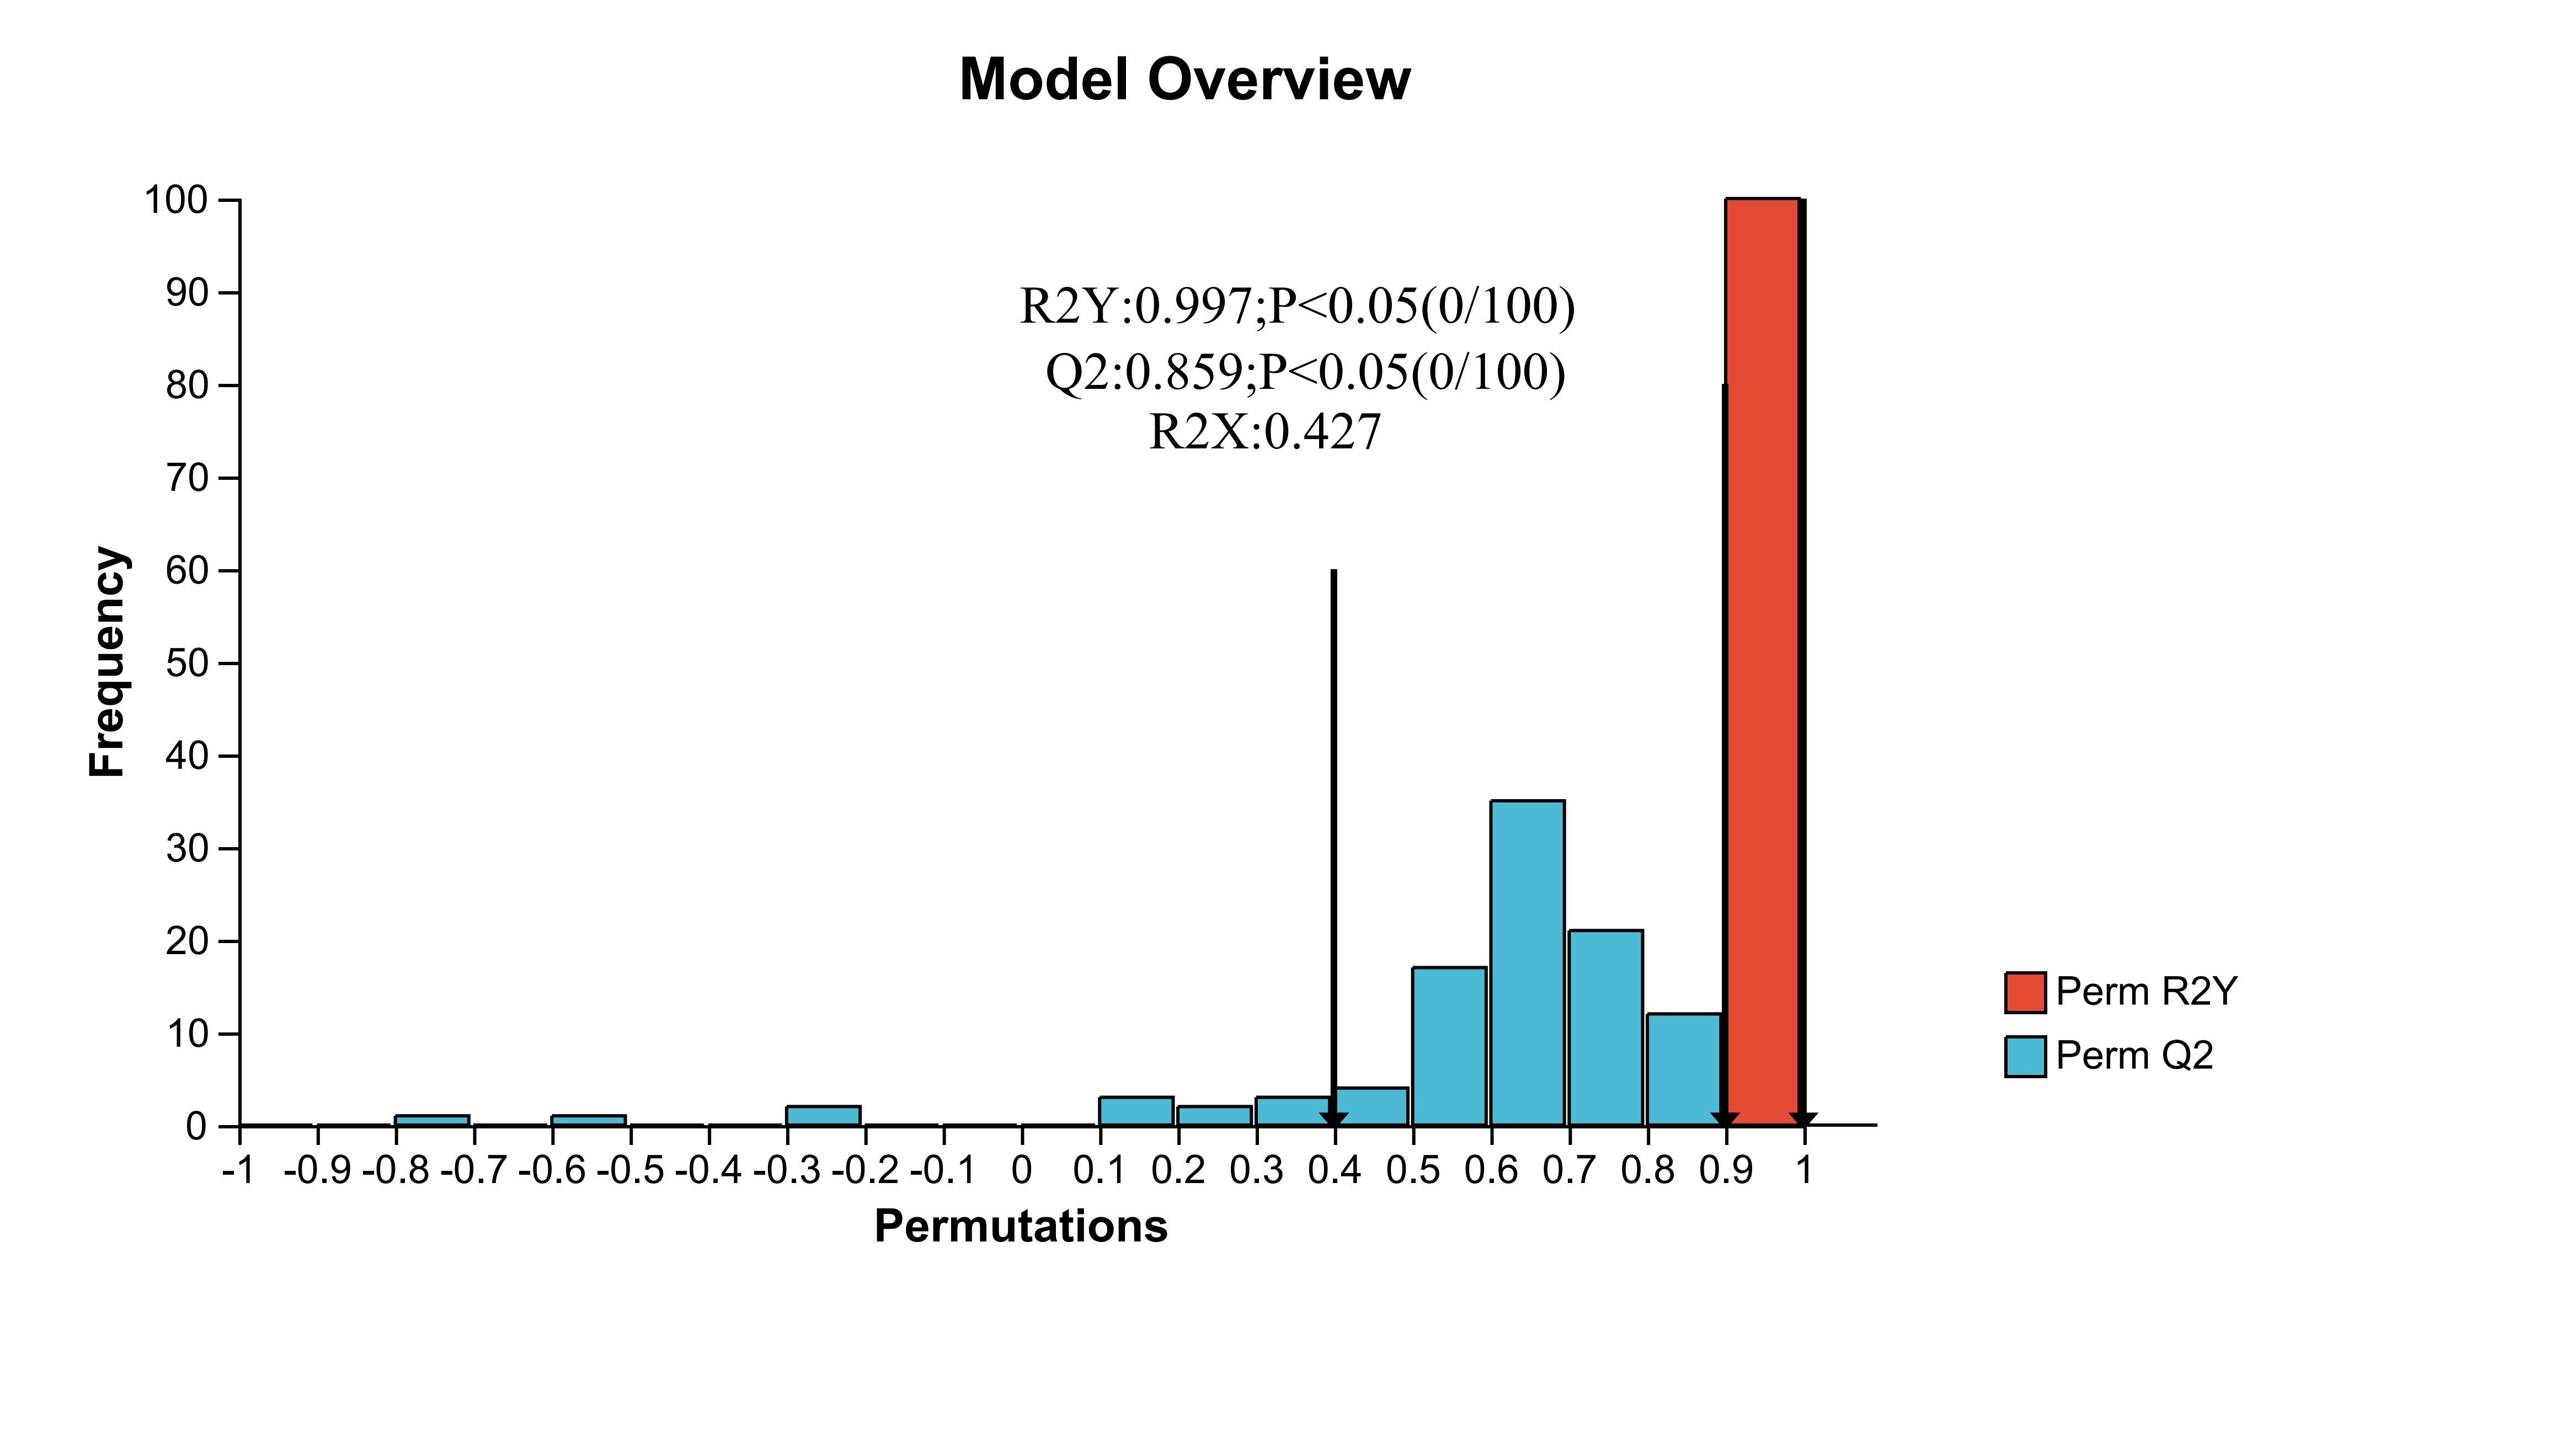 Model Overview
100
90
80
70
60
50
40
30
20
10
0
Frequency
R2Y:0.997;P<0.05(0/100)
Q2:0.859;P<0.05(0/100)
R2X:0.427
-1 -0.9 -0.8 -0.7 -0.6 -0.5 -0.4 -0.3 -0.2 -0.1 0 0.1 0.2 0.3 0.4 0.5 0.6 0.7 0.8 0.9 1
Permutations
Perm R2Y
Perm Q2